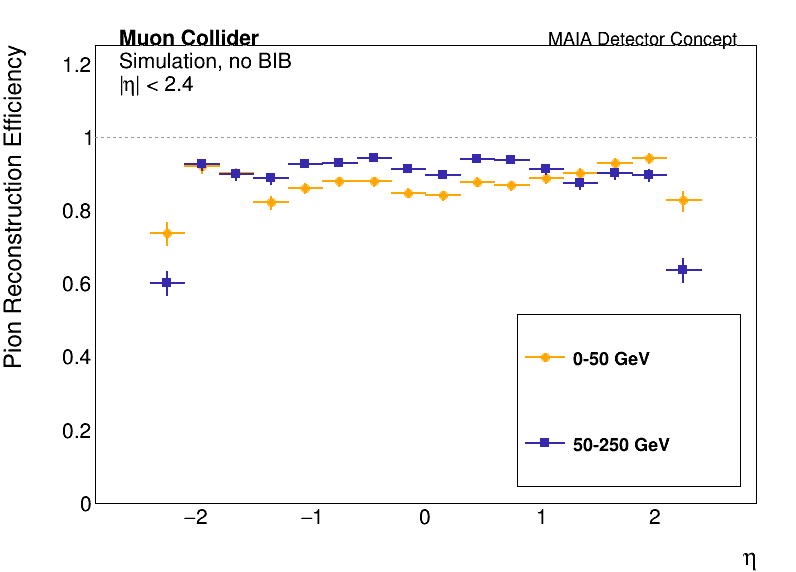 Muon Collider
MAIA Detector Concept
Simulation, no BIB
|η| < 2.4
Pion Reconstruction Efficiency
1.2
1
0.8
0.6
0.4
0.2
0
0-50 GeV
50-250 GeV
−2
−1
0
1
2
η